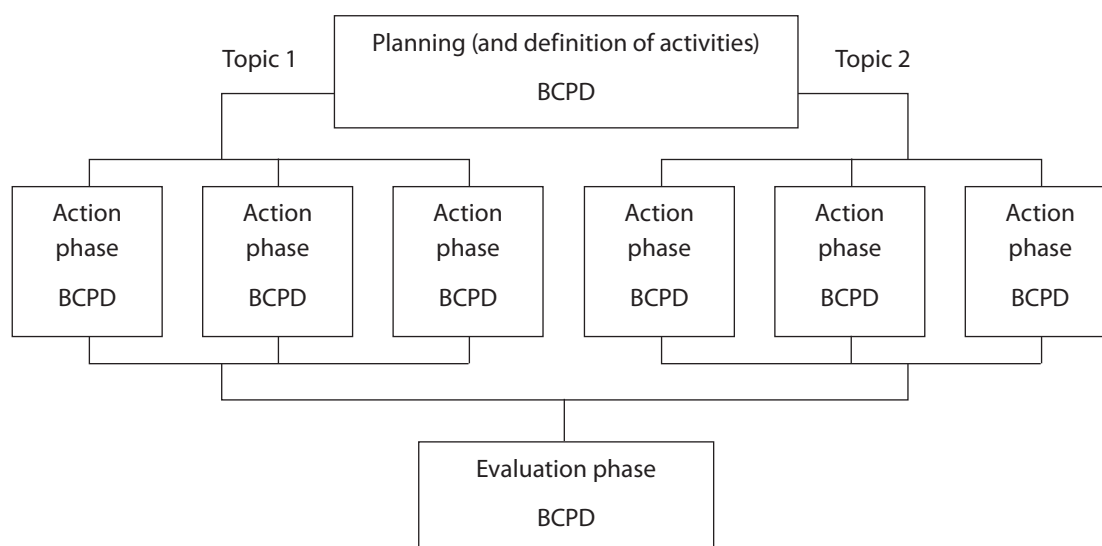 Planning (and definition of activities)
BCPD
Topic 1
Topic 2
Action
phase
BCPD
Action
phase
BCPD
Action
phase
BCPD
Action
phase
BCPD
Action
phase
BCPD
Action
phase
BCPD
Evaluation phase
BCPD